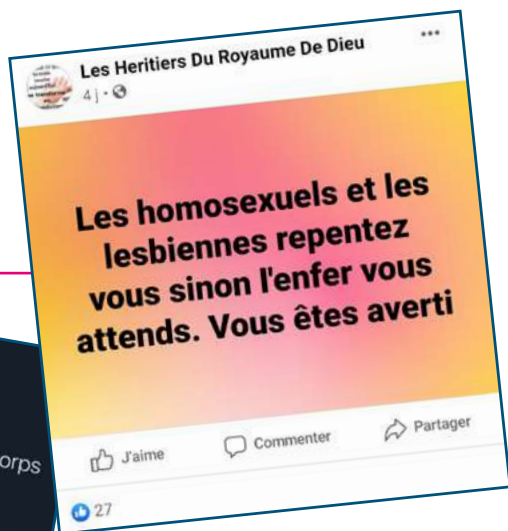 Les Heritiers Du Royaume De Dieu
4 j
Les homosexuels et les
lesbiennes repentez
vous sinon l'enfer vous
attends. Vous êtes averti
J'aime
Commenter
Partager
27
orps